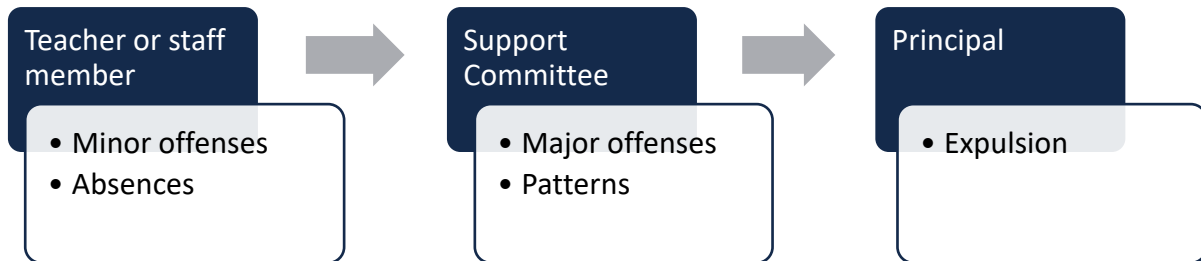 Teacher or staff
member
• Minor offenses
• Absences
Support
Committee
• Major offenses
• Patterns
Principal
• Expulsion